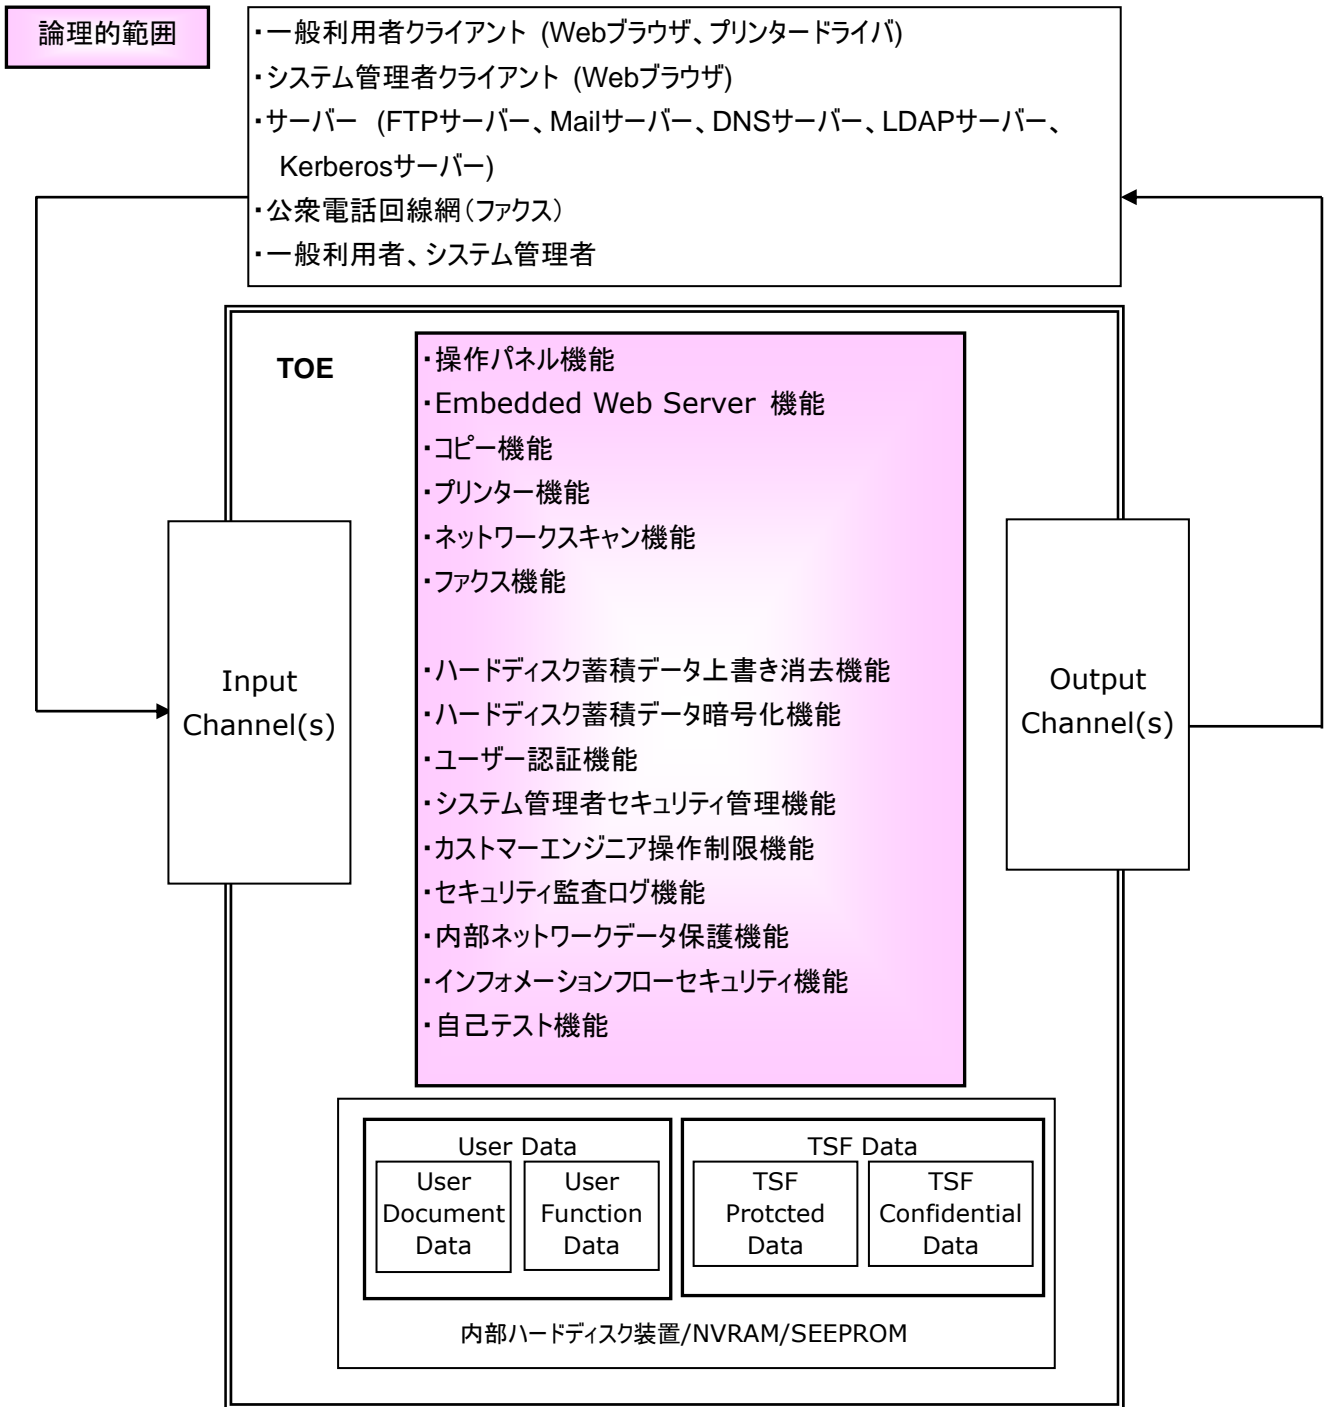 論理的範囲
・一般利用者クライアント (Webブラウザ、プリンタードライバ)
・システム管理者クライアント (Webブラウザ)
・サーバー (FTPサーバー、Mailサーバー、DNSサーバー、LDAPサーバー、
Kerberosサーバー)
・公衆電話回線網（ファクス）
・一般利用者、システム管理者
TOE
・操作パネル機能
・Embedded Web Server 機能
・コピー機能
・プリンター機能
・ネットワークスキャン機能
・ファクス機能
・ハードディスク蓄積データ上書き消去機能
・ハードディスク蓄積データ暗号化機能
・ユーザー認証機能
・システム管理者セキュリティ管理機能
・カストマーエンジニア操作制限機能
・セキュリティ監査ログ機能
・内部ネットワークデータ保護機能
・インフォメーションフローセキュリティ機能
・自己テスト機能
Input
Channel(s)
Output
Channel(s)
User Data
User
Document
Data
User
Function
Data
TSF Data
TSF
Protcted
Data
TSF
Confidential
Data
内部ハードディスク装置/NVRAM/SEEPROM